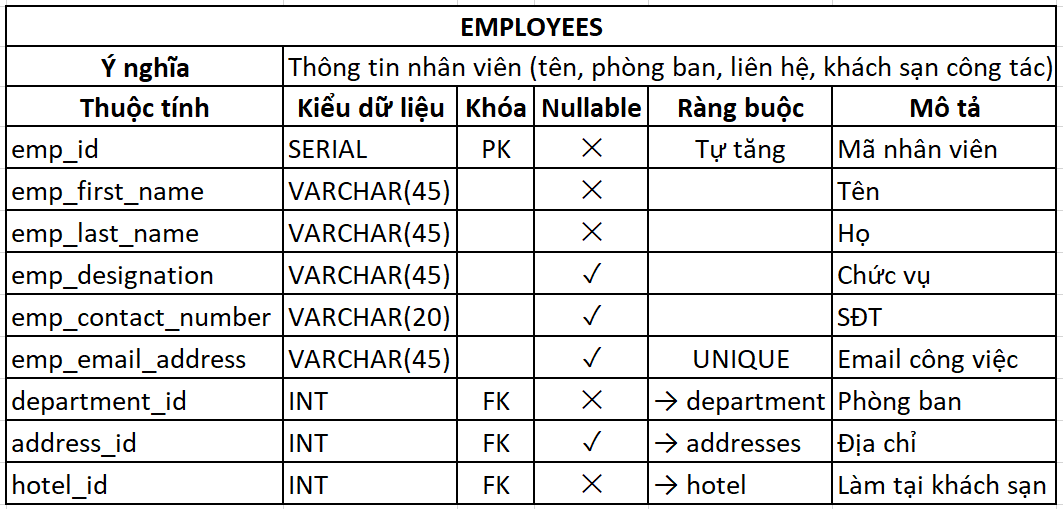 EMPLOYEES
Ý nghĩa Thông tin nhân viên (tên, phòng ban, liên hệ, khách sạn công tác)
Thuộc tính Kiểu dữ liệu Khóa Nullable Ràng buộc Mô tả
emp_id SERIAL PK × Tự tăng Mã nhân viên
emp_first_name VARCHAR(45) × Tên
emp_last_name VARCHAR(45) × Họ
emp_designation VARCHAR(45) ✓ Chức vụ
emp_contact_number VARCHAR(20) ✓ SĐT
emp_email_address VARCHAR(45) ✓ UNIQUE Email công việc
department_id INT FK × → department Phòng ban
address_id INT FK ✓ → addresses Địa chỉ
hotel_id INT FK × → hotel Làm tại khách sạn